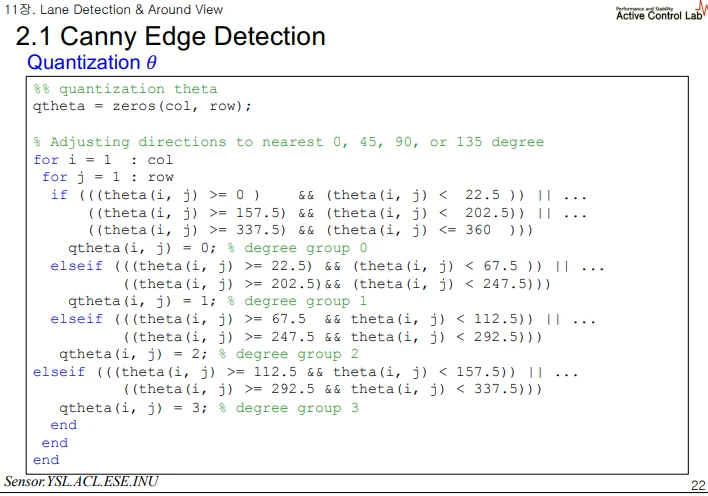 11장. Lane Detection & Around View
Performance and Stability
Active Control Lab
2.1 Canny Edge Detection
Quantization θ
%% quantization theta
qtheta = zeros(col, row);
% Adjusting directions to nearest 0, 45, 90, or 135 degree
for i = 1 : col
for j = 1 : row
if (((theta(i, j) >= 0 ) && (theta(i, j) < 22.5 )) || ...
((theta(i, j) >= 157.5) && (theta(i, j) < 202.5)) || ...
((theta(i, j) >= 337.5) && (theta(i, j) <= 360 )))
qtheta(i, j) = 0; % degree group 0
elseif (((theta(i, j) >= 22.5) && (theta(i, j) < 67.5 )) || ...
((theta(i, j) >= 202.5)&& (theta(i, j) < 247.5)))
qtheta(i, j) = 1; % degree group 1
elseif (((theta(i, j) >= 67.5 && theta(i, j) < 112.5)) || ...
((theta(i, j) >= 247.5 && theta(i, j) < 292.5)))
qtheta(i, j) = 2; % degree group 2
elseif (((theta(i, j) >= 112.5 && theta(i, j) < 157.5)) || ...
((theta(i, j) >= 292.5 && theta(i, j) < 337.5)))
qtheta(i, j) = 3; % degree group 3
end
end
end
Sensor.YSL.ACL.ESE.INU
22